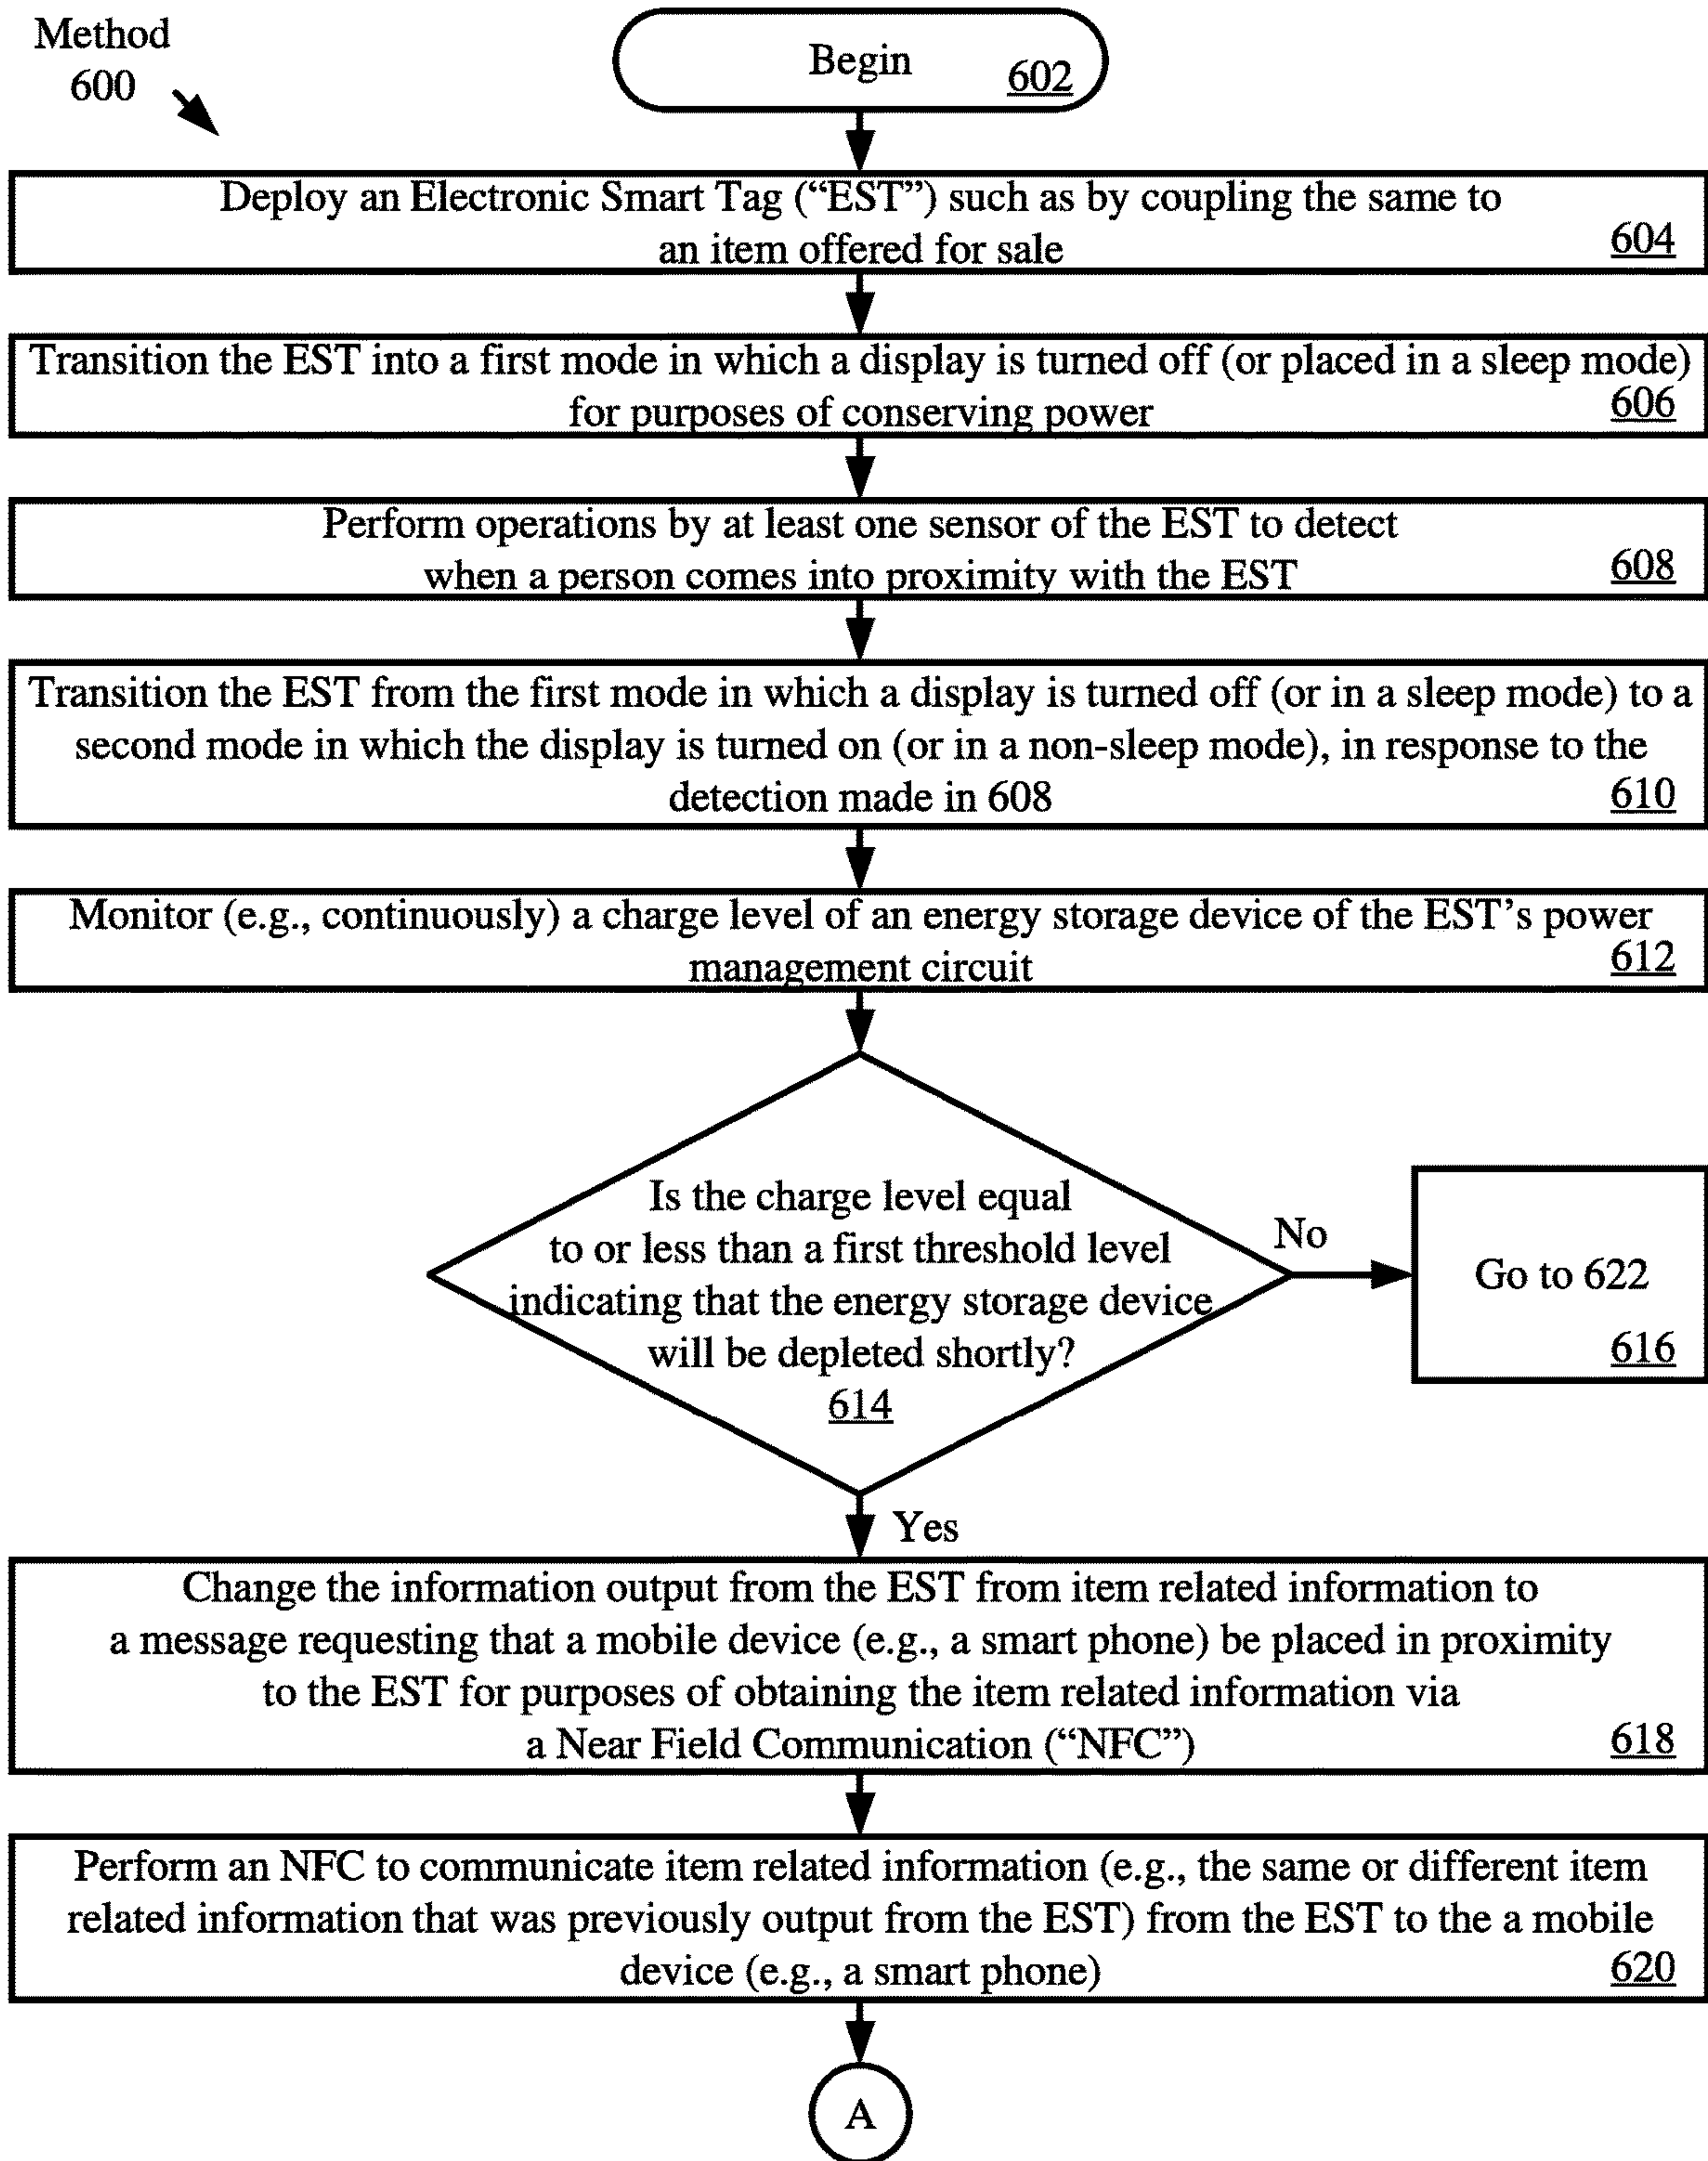 Method
600
Begin
602
Deploy an Electronic Smart Tag (“EST”) such as by coupling the same to
an item offered for sale
604
Transition the EST into a first mode in which a display is turned off (or placed in a sleep mode)
for purposes of conserving power
606
Perform operations by at least one sensor of the EST to detect
when a person comes into proximity with the EST
608
Transition the EST from the first mode in which a display is turned off (or in a sleep mode) to a
second mode in which the display is turned on (or in a non-sleep mode), in response to the
detection made in 608
610
Monitor (e.g., continuously) a charge level of an energy storage device of the EST’s power
management circuit
612
Is the charge level equal
to or less than a first threshold level
indicating that the energy storage device
will be depleted shortly?
614
No
Go to 622
616
Yes
Change the information output from the EST from item related information to
a message requesting that a mobile device (e.g., a smart phone) be placed in proximity
to the EST for purposes of obtaining the item related information via
a Near Field Communication (“NFC”)
618
Perform an NFC to communicate item related information (e.g., the same or different item
related information that was previously output from the EST) from the EST to the a mobile
device (e.g., a smart phone)
620
A